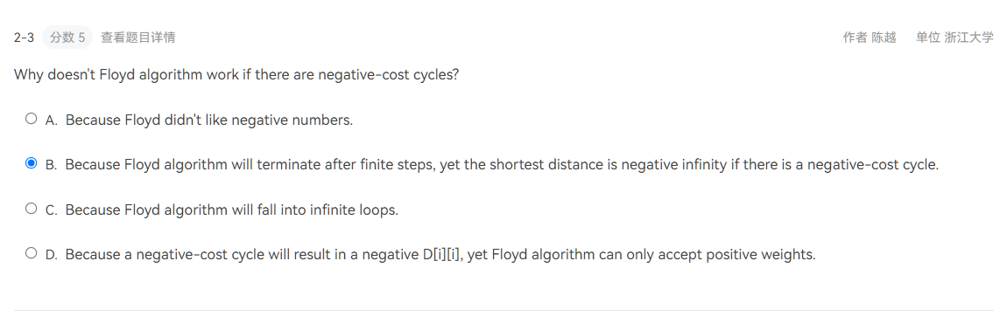 2-3 分数 5 查看题目详情 作者 陈越 单位 浙江大学
Why doesn't Floyd algorithm work if there are negative-cost cycles?
A. Because Floyd didn't like negative numbers.
B. Because Floyd algorithm will terminate after finite steps, yet the shortest distance is negative infinity if there is a negative-cost cycle.
C. Because Floyd algorithm will fall into infinite loops.
D. Because a negative-cost cycle will result in a negative D[i][i], yet Floyd algorithm can only accept positive weights.